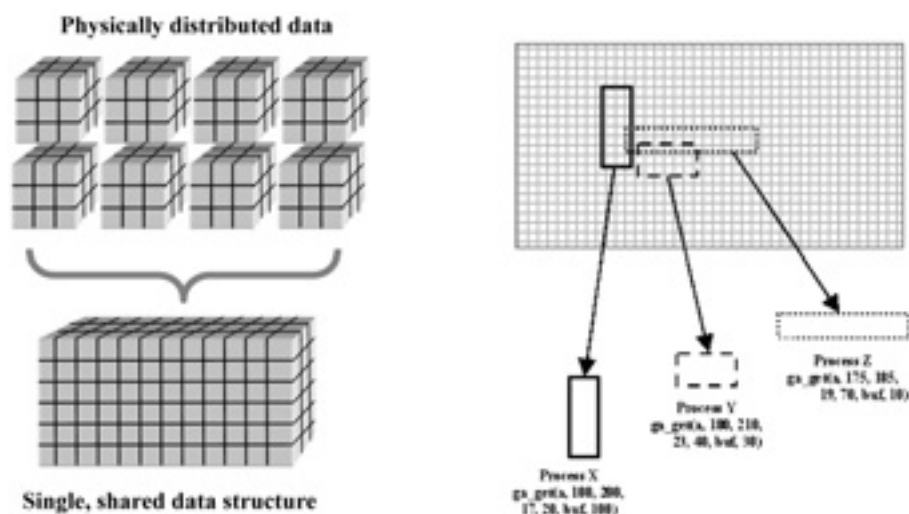 Physically distributed data
Single, shared data structure
Process Z
ga_get(a, 175, 185,
19, 70, buf, 10)
Process Y
ga_get(a, 180, 210,
23, 40, buf, 30)
Process X
ga_get(a, 100, 200,
17, 20, buf, 100)